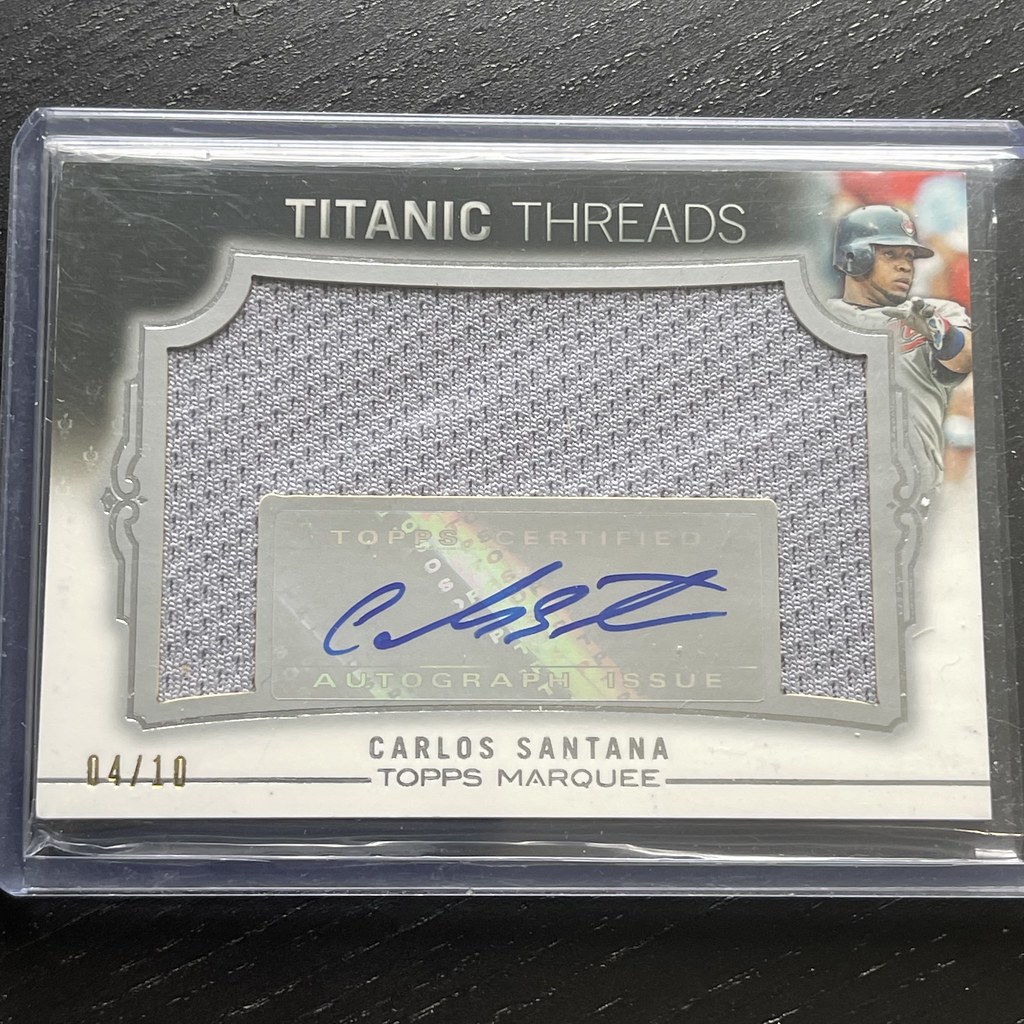 TITANIC THREADS
TOPPS CERTIFIED
AUTOGRAPH ISSUE
CARLOS SANTANA
04/10
TOPPS MARQUEE